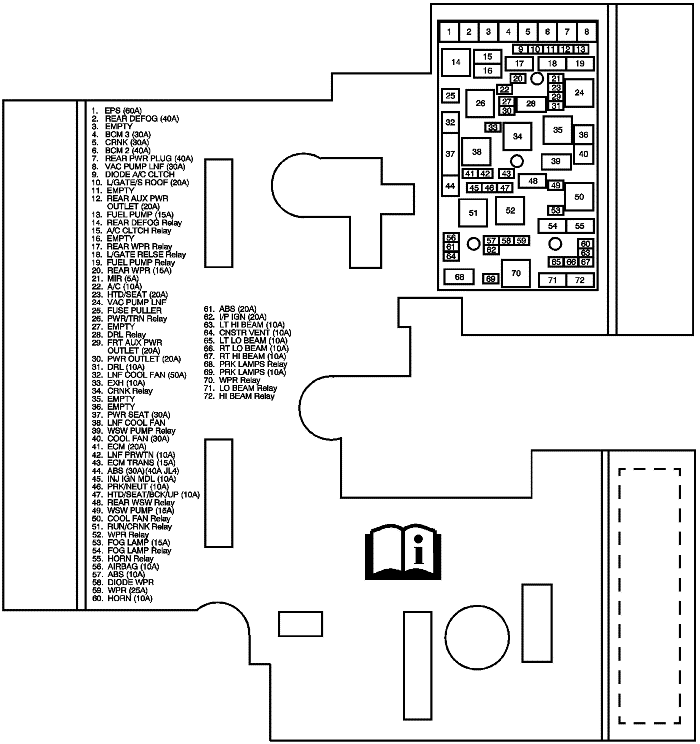 1 2 3 4 5 6 7 8
9 10 11 12 13
14 15 17 18 19
16
20 21
22 23 24
25 26 27 28 29
30 31
32 33 34 35 36
37 38 39 40
41 42 43
44 45 46 47 48 49 50
51 52 53
54 55
56 57 58 59 60
61 62 63
64 65 66 67
68 69 70 71 72
1. EPS (60A)
2. REAR DEFOG (40A)
3. EMPTY
4. BCM 3 (30A)
5. CRNK (30A)
6. BCM 2 (40A)
7. REAR PWR PLUG (40A)
8. VAC PUMP LNF (30A)
9. DIODE A/C CLTCH
10. L/GATE/S ROOF (20A)
11. EMPTY
12. REAR AUX PWR
OUTLET (20A)
13. FUEL PUMP (15A)
14. REAR DEFOG Relay
15. A/C CLTCH Relay
16. EMPTY
17. REAR WPR Relay
18. L/GATE RELSE Relay
19. FUEL PUMP Relay
20. REAR WPR (15A)
21. MIR (5A)
22. A/C (10A)
23. HTD/SEAT (20A)
24. VAC PUMP LNF
25. FUSE PULLER
26. PWR/TRN Relay
27. EMPTY
28. DRL Relay
29. FRT AUX PWR
OUTLET (20A)
30. PWR OUTLET (20A)
31. DRL (10A)
32. LNF COOL FAN (50A)
33. EXH (10A)
34. CRNK Relay
35. EMPTY
36. EMPTY
37. PWR SEAT (30A)
38. LNF COOL FAN
39. WSW PUMP Relay
40. COOL FAN (30A)
41. ECM (20A)
42. LNF PRWTN (10A)
43. ECM TRANS (15A)
44. ABS (30A)(40A JL4)
45. INJ IGN MDL (10A)
46. PRK/NEUT (10A)
47. HTD/SEAT/BCK/UP (10A)
48. REAR WSW Relay
49. WSW PUMP (15A)
50. COOL FAN Relay
51. RUN/CRNK Relay
52. WPR Relay
53. FOG LAMP (15A)
54. FOG LAMP Relay
55. HORN Relay
56. AIRBAG (10A)
57. ABS (10A)
58. DIODE WPR
59. WPR (25A)
60. HORN (10A)
61. ABS (20A)
62. I/P IGN (20A)
63. LT HI BEAM (10A)
64. CNSTR VENT (10A)
65. LT LO BEAM (10A)
66. RT LO BEAM (10A)
67. RT HI BEAM (10A)
68. PRK LAMPS Relay
69. PRK LAMPS (10A)
70. WPR Relay
71. LO BEAM Relay
72. HI BEAM Relay
i